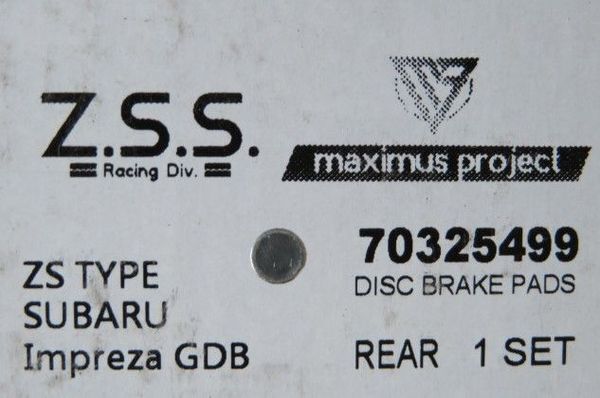 Z.S.S.
Racing Div.
maximus project
70325499
DISC BRAKE PADS
ZS TYPE
SUBARU
Impreza GDB
REAR 1 SET